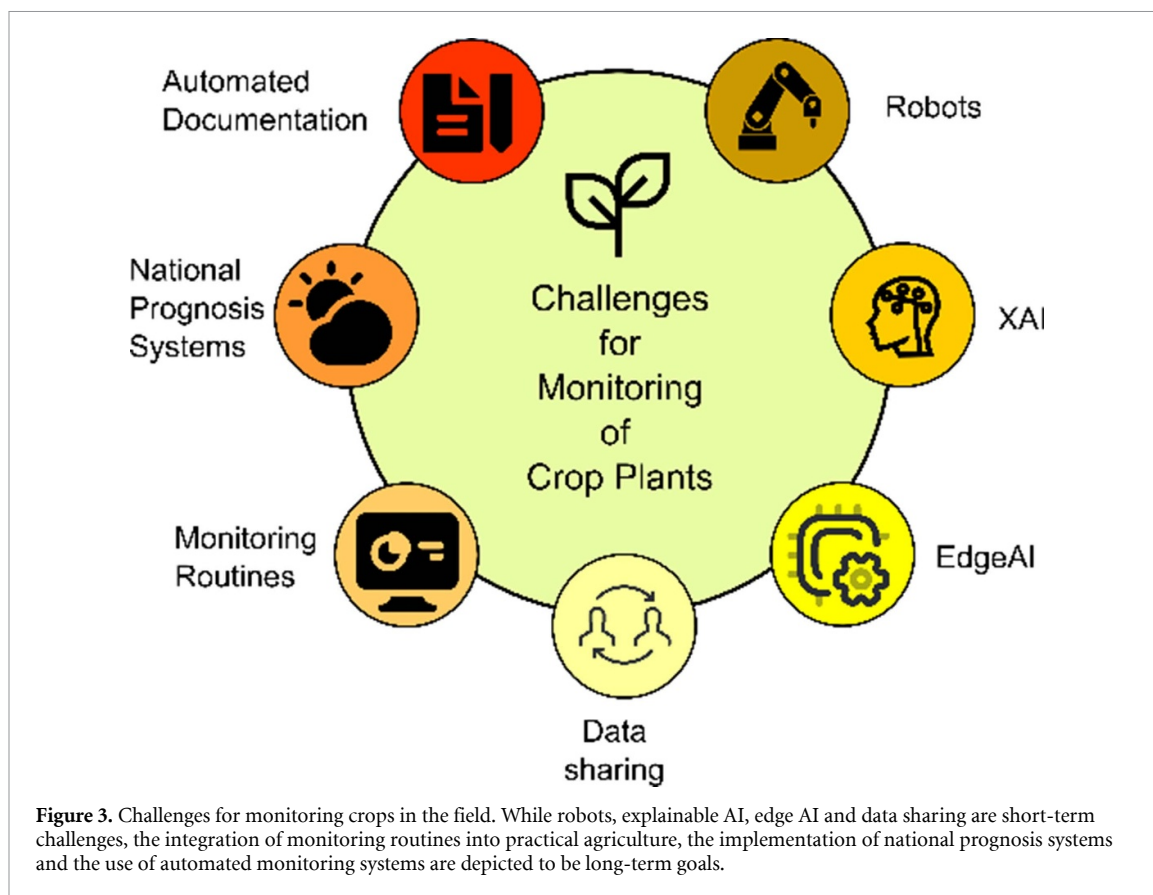 Automated
Documentation
Robots
National
Prognosis
Systems
Challenges
for
Monitoring
of
Crop Plants
XAI
Monitoring
Routines
EdgeAI
Data
sharing
Figure 3. Challenges for monitoring crops in the field. While robots, explainable AI, edge AI and data sharing are short-term
challenges, the integration of monitoring routines into practical agriculture, the implementation of national prognosis systems
and the use of automated monitoring systems are depicted to be long-term goals.